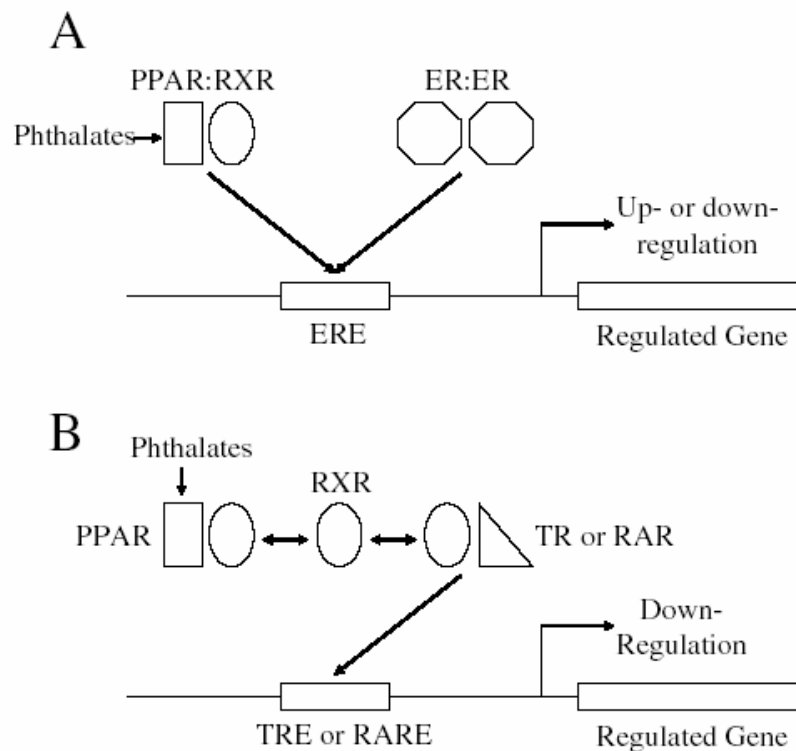 A
PPAR:RXR
ER:ER
Phthalates
Up- or down-
regulation
ERE
Regulated Gene
B
Phthalates
RXR
PPAR
TR or RAR
Down-
Regulation
TRE or RARE
Regulated Gene